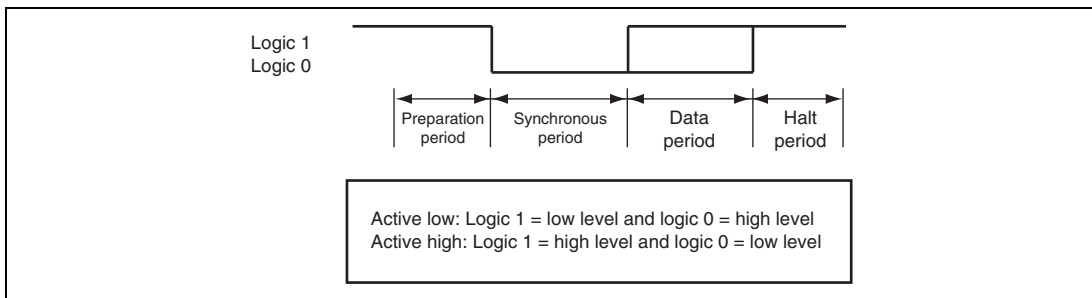 Logic 1
Logic 0
Preparation
period
Synchronous
period
Data
period
Halt
period
Active low: Logic 1 = low level and logic 0 = high level
Active high: Logic 1 = high level and logic 0 = low level